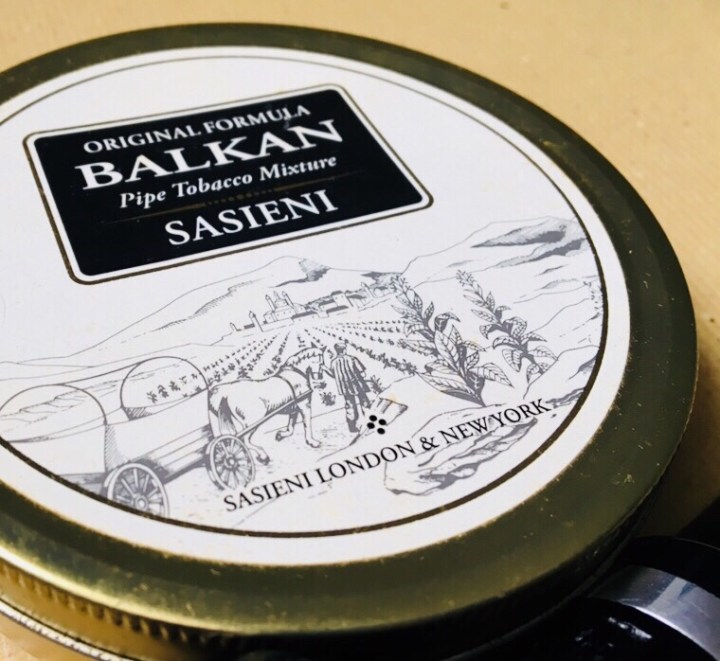 ORIGINAL FORMULA
BALKAN
Pipe Tobacco Mixture
SASIENI
SASIENI LONDON & NEW YORK